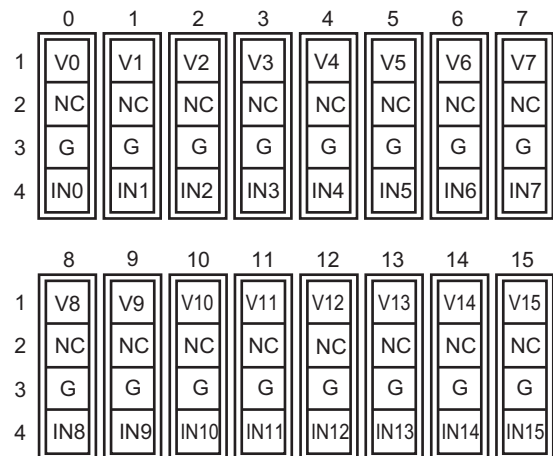 0 1 2 3 4 5 6 7
1 V0 V1 V2 V3 V4 V5 V6 V7
2 NC NC NC NC NC NC NC NC
3 G G G G G G G G
4 IN0 IN1 IN2 IN3 IN4 IN5 IN6 IN7
8 9 10 11 12 13 14 15
1 V8 V9 V10 V11 V12 V13 V14 V15
2 NC NC NC NC NC NC NC NC
3 G G G G G G G G
4 IN8 IN9 IN10 IN11 IN12 IN13 IN14 IN15